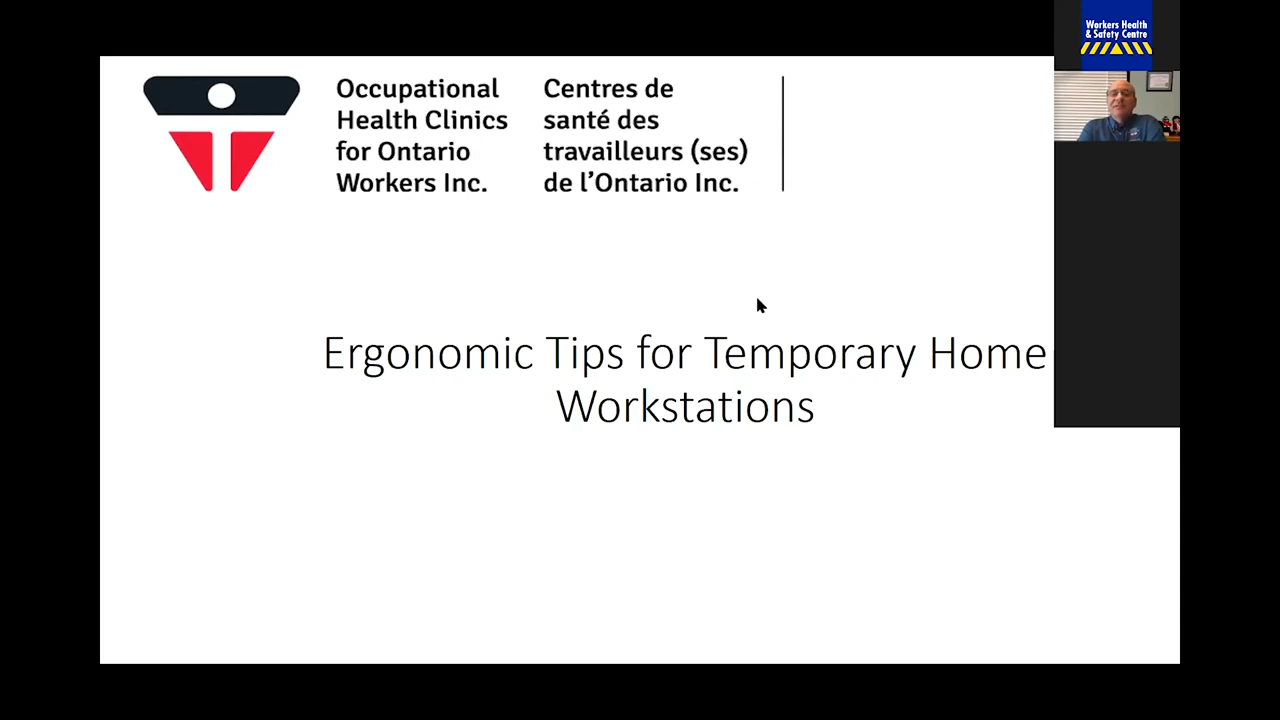 Workers Health
& Safety Centre
Occupational
Health Clinics
for Ontario
Workers Inc.
Centres de
santé des
travailleurs (ses)
de l'Ontario Inc.
Ergonomic Tips for Temporary Home
Workstations